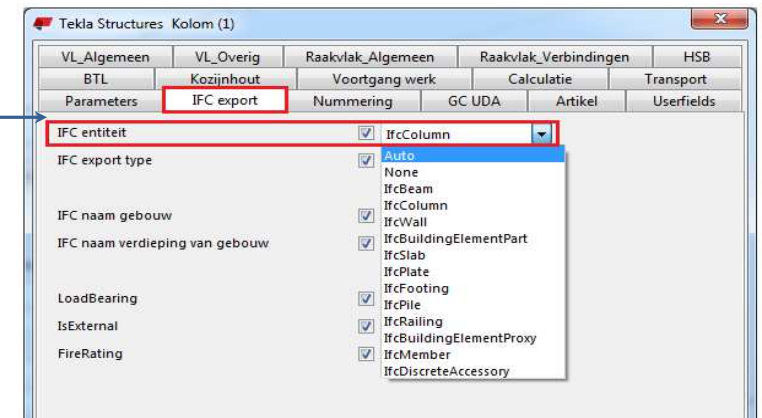 Tekla Structures Kolom (1)
VL_Algemeen VL_Overig Raakvlak_Algemeen Raakvlak_Verbindingen HSB
BTL Kozijnhout Voortgang werk Calculatie Transport
Parameters IFC export Nummering GC UDA Artikel Userfields
IFC entiteit IfcColumn
IFC export type
IFC naam gebouw
IFC naam verdieping van gebouw
LoadBearing
IsExternal
FireRating
Auto
None
IfcBeam
IfcColumn
IfcWall
IfcBuildingElementPart
IfcSlab
IfcPlate
IfcFooting
IfcPile
IfcRailing
IfcBuildingElementProxy
IfcMember
IfcDiscreteAccessory